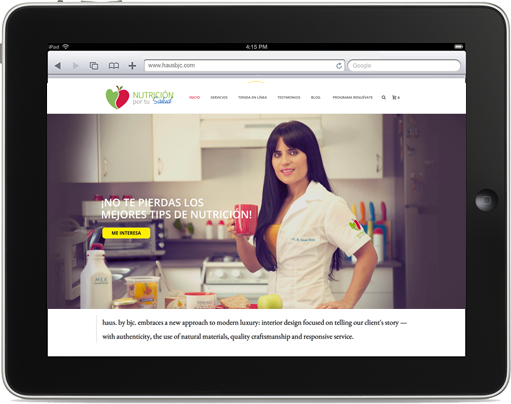 iPad
4:15 PM
www.hausbjc.com
Google
NUTRICIÓN
por tu Salud
INICIO SERVICIOS TIENDA EN LÍNEA TESTIMONIOS BLOG PROGRAMA RENUÉVATE 0
¡NO TE PIERDAS LOS
MEJORES TIPS DE NUTRICIÓN!
ME INTERESA
MILK
haus. by bjc. embraces a new approach to modern luxury: interior design focused on telling our client's story —
with authenticity, the use of natural materials, quality craftsmanship and responsive service.